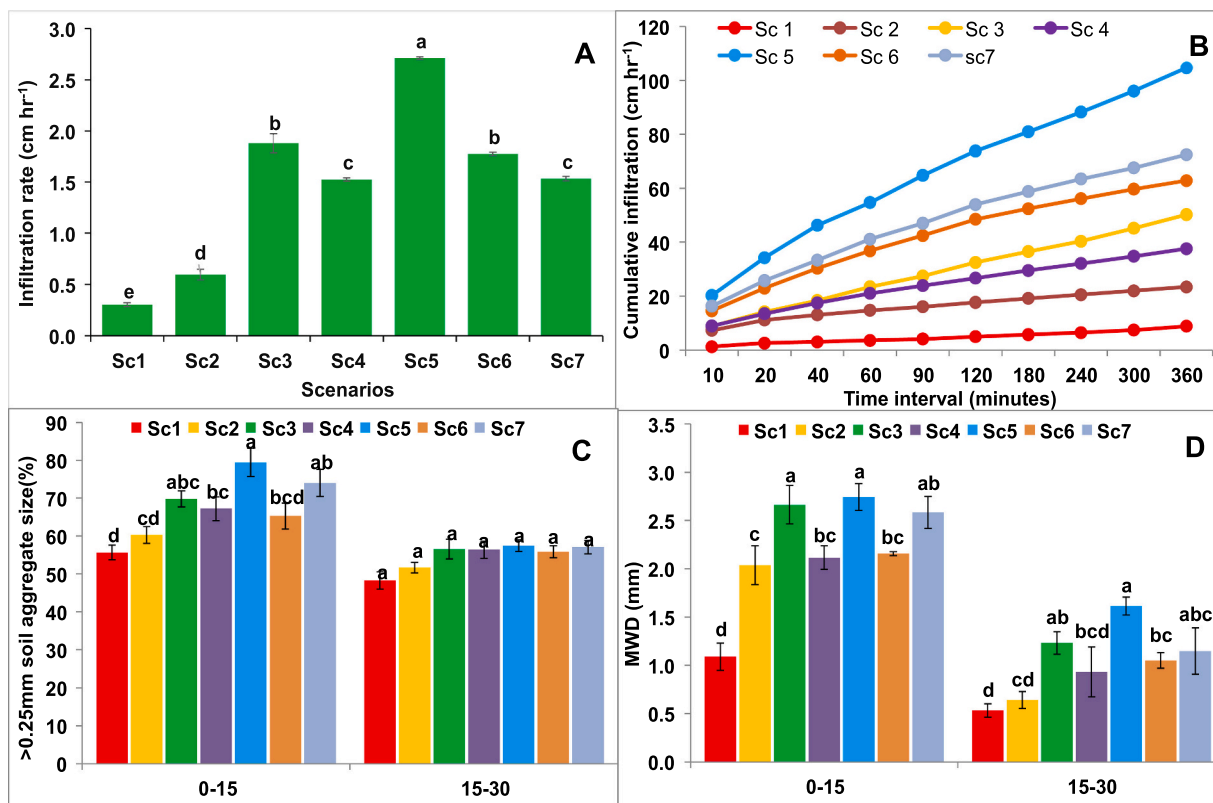 A
Infiltration rate (cm hr⁻¹)
3.0
2.5
2.0
1.5
1.0
0.5
0.0
e
d
b
c
a
b
c
Sc1 Sc2 Sc3 Sc4 Sc5 Sc6 Sc7
Scenarios
B
Sc 1 Sc 2 Sc 3 Sc 4
Sc 5 Sc 6 sc7
Cumulative infiltration (cm hr⁻¹)
120
100
80
60
40
20
0
10 20 40 60 90 120 180 240 300 360
Time interval (minutes)
C
Sc1 Sc2 Sc3 Sc4 Sc5 Sc6 Sc7
>0.25mm soil aggregate size(%)
90
80
70
60
50
40
30
20
10
0
d cd abc bc a bcd ab
a a a a a a a
0-15 15-30
D
Sc1 Sc2 Sc3 Sc4 Sc5 Sc6 Sc7
MWD (mm)
3.5
3.0
2.5
2.0
1.5
1.0
0.5
0.0
d c a bc a bc ab
d cd ab bcd a bc abc
0-15 15-30